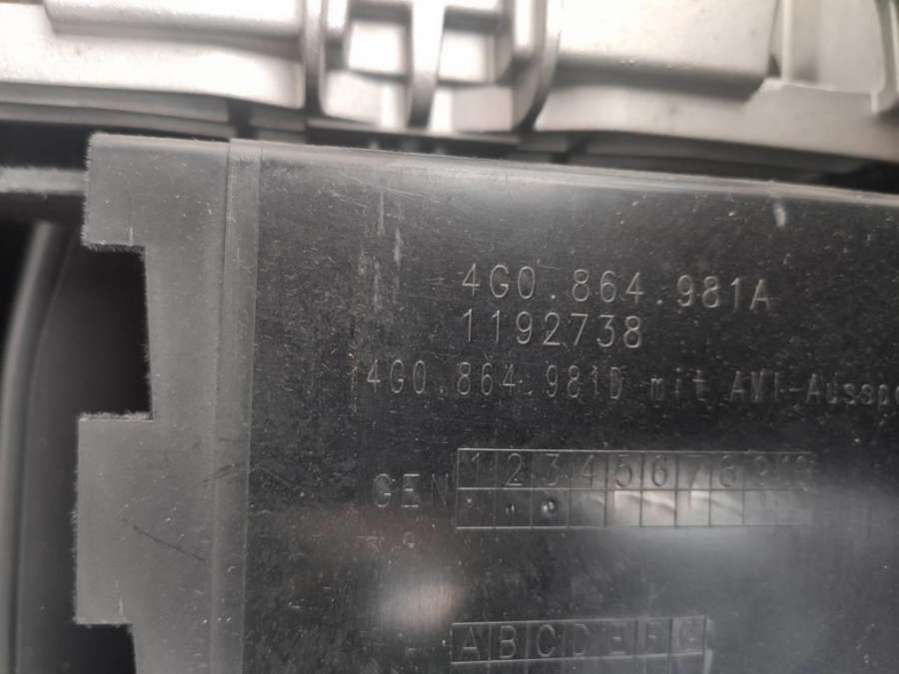 4G0.864.981A
1192738
4G0.864.981D mit AMI-
GEN 1 2 3 4 5 6 7 8 9 10
A B C D E F G